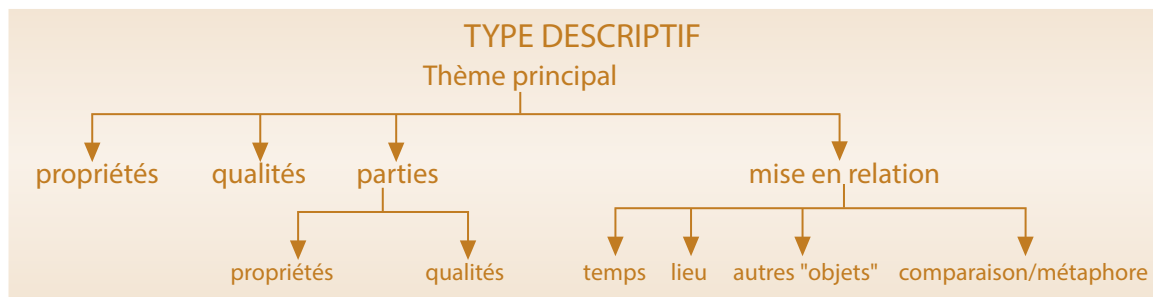 TYPE DESCRIPTIF
Thème principal
propriétés qualités parties mise en relation
propriétés qualités temps lieu autres "objets" comparaison/métaphore